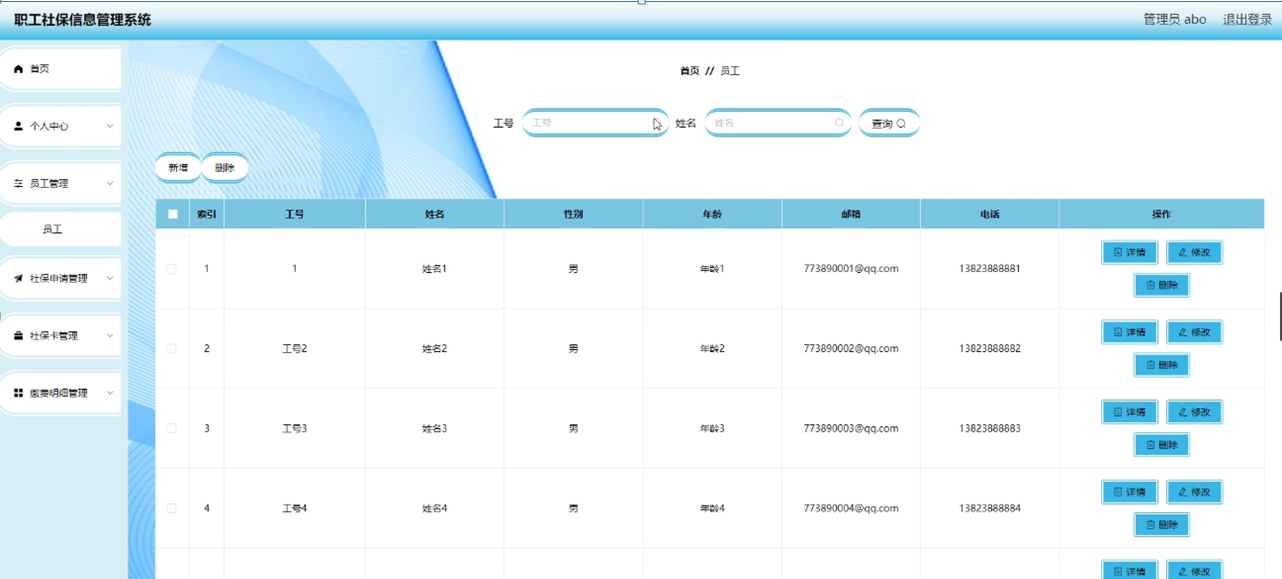 职工社保信息管理系统 管理员 abo 退出登录
首页
个人中心
员工管理
员工
社保申请管理
社保卡管理
缴费明细管理
首页 // 员工
工号 工号 姓名 姓名 查询
新增 删除
索引 工号 姓名 性别 年龄 邮箱 电话 操作
1 1 姓名1 男 年龄1 773890001@qq.com 13823888881 详情 修改
删除
2 工号2 姓名2 男 年龄2 773890002@qq.com 13823888882 详情 修改
删除
3 工号3 姓名3 男 年龄3 773890003@qq.com 13823888883 详情 修改
删除
4 工号4 姓名4 男 年龄4 773890004@qq.com 13823888884 详情 修改
删除
详情 修改